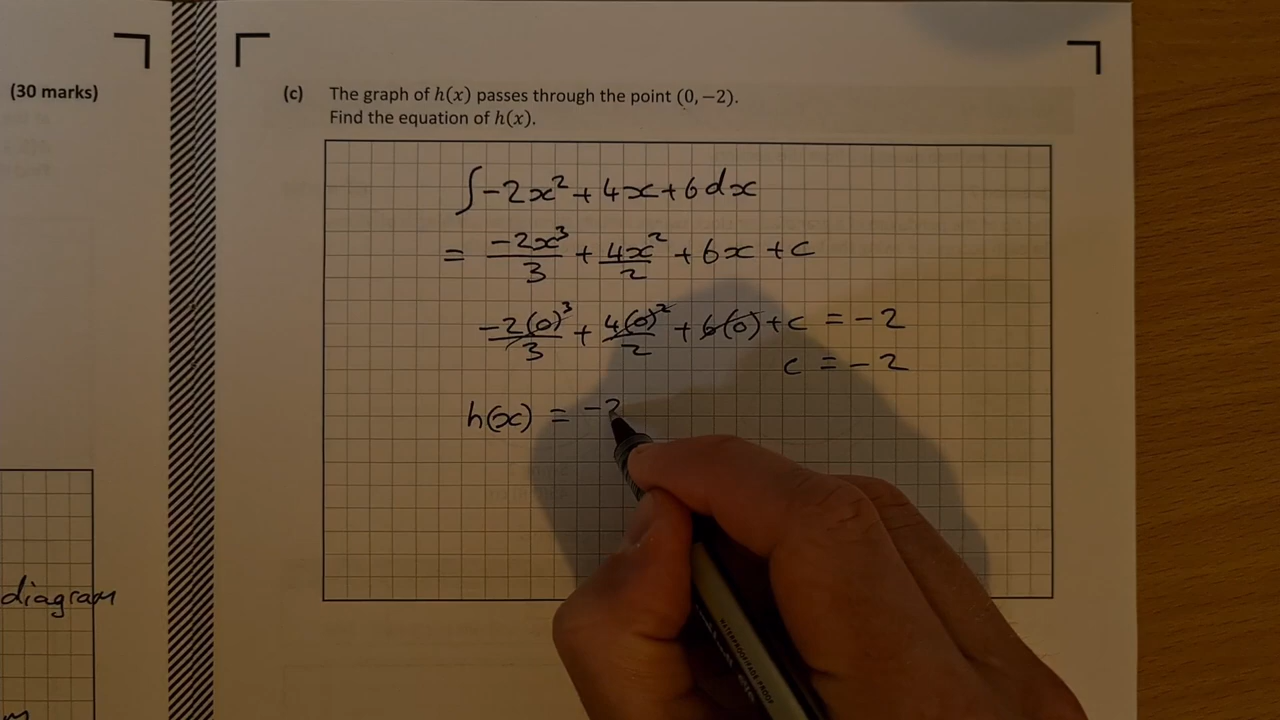 (30 marks)
(c) The graph of h(x) passes through the point (0, −2).
Find the equation of h(x).
∫ -2x² + 4x + 6 dx
= -2x³/3 + 4x²/2 + 6x + c
-2(0)³/3 + 4(0)²/2 + 6(0) + c = -2
c = -2
h(x) = -2
diagram